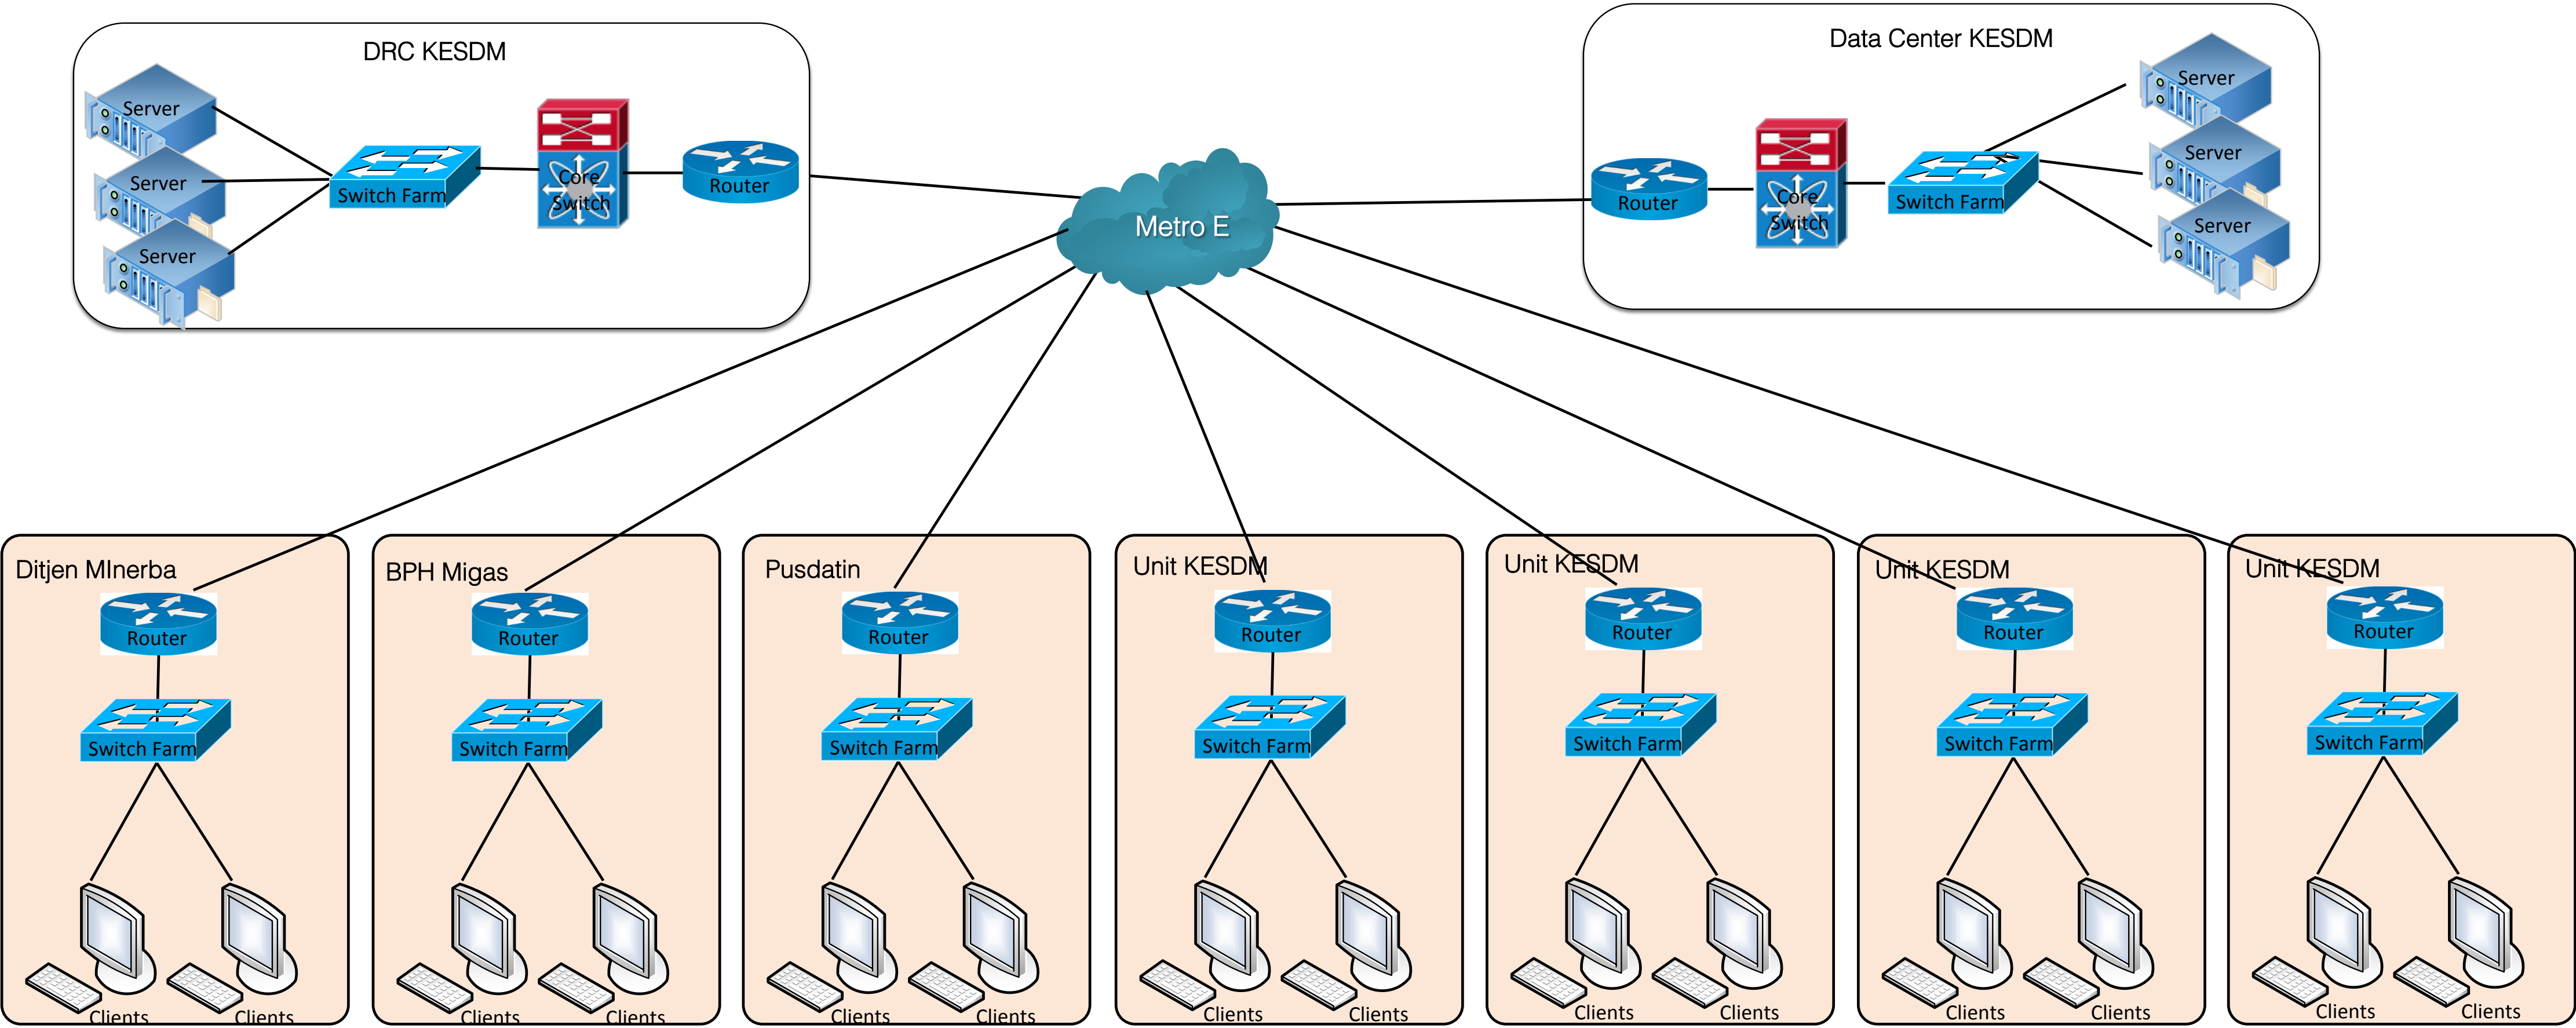 DRC KESDM
Server
Server
Server
Switch Farm
Core
Switch
Router
Metro E
Data Center KESDM
Router
Core
Switch
Switch Farm
Server
Server
Server
Ditjen MInerba
Router
Switch Farm
Clients
Clients
BPH Migas
Router
Switch Farm
Clients
Clients
Pusdatin
Router
Switch Farm
Clients
Clients
Unit KESDM
Router
Switch Farm
Clients
Clients
Unit KESDM
Router
Switch Farm
Clients
Clients
Unit KESDM
Router
Switch Farm
Clients
Clients
Unit KESDM
Router
Switch Farm
Clients
Clients